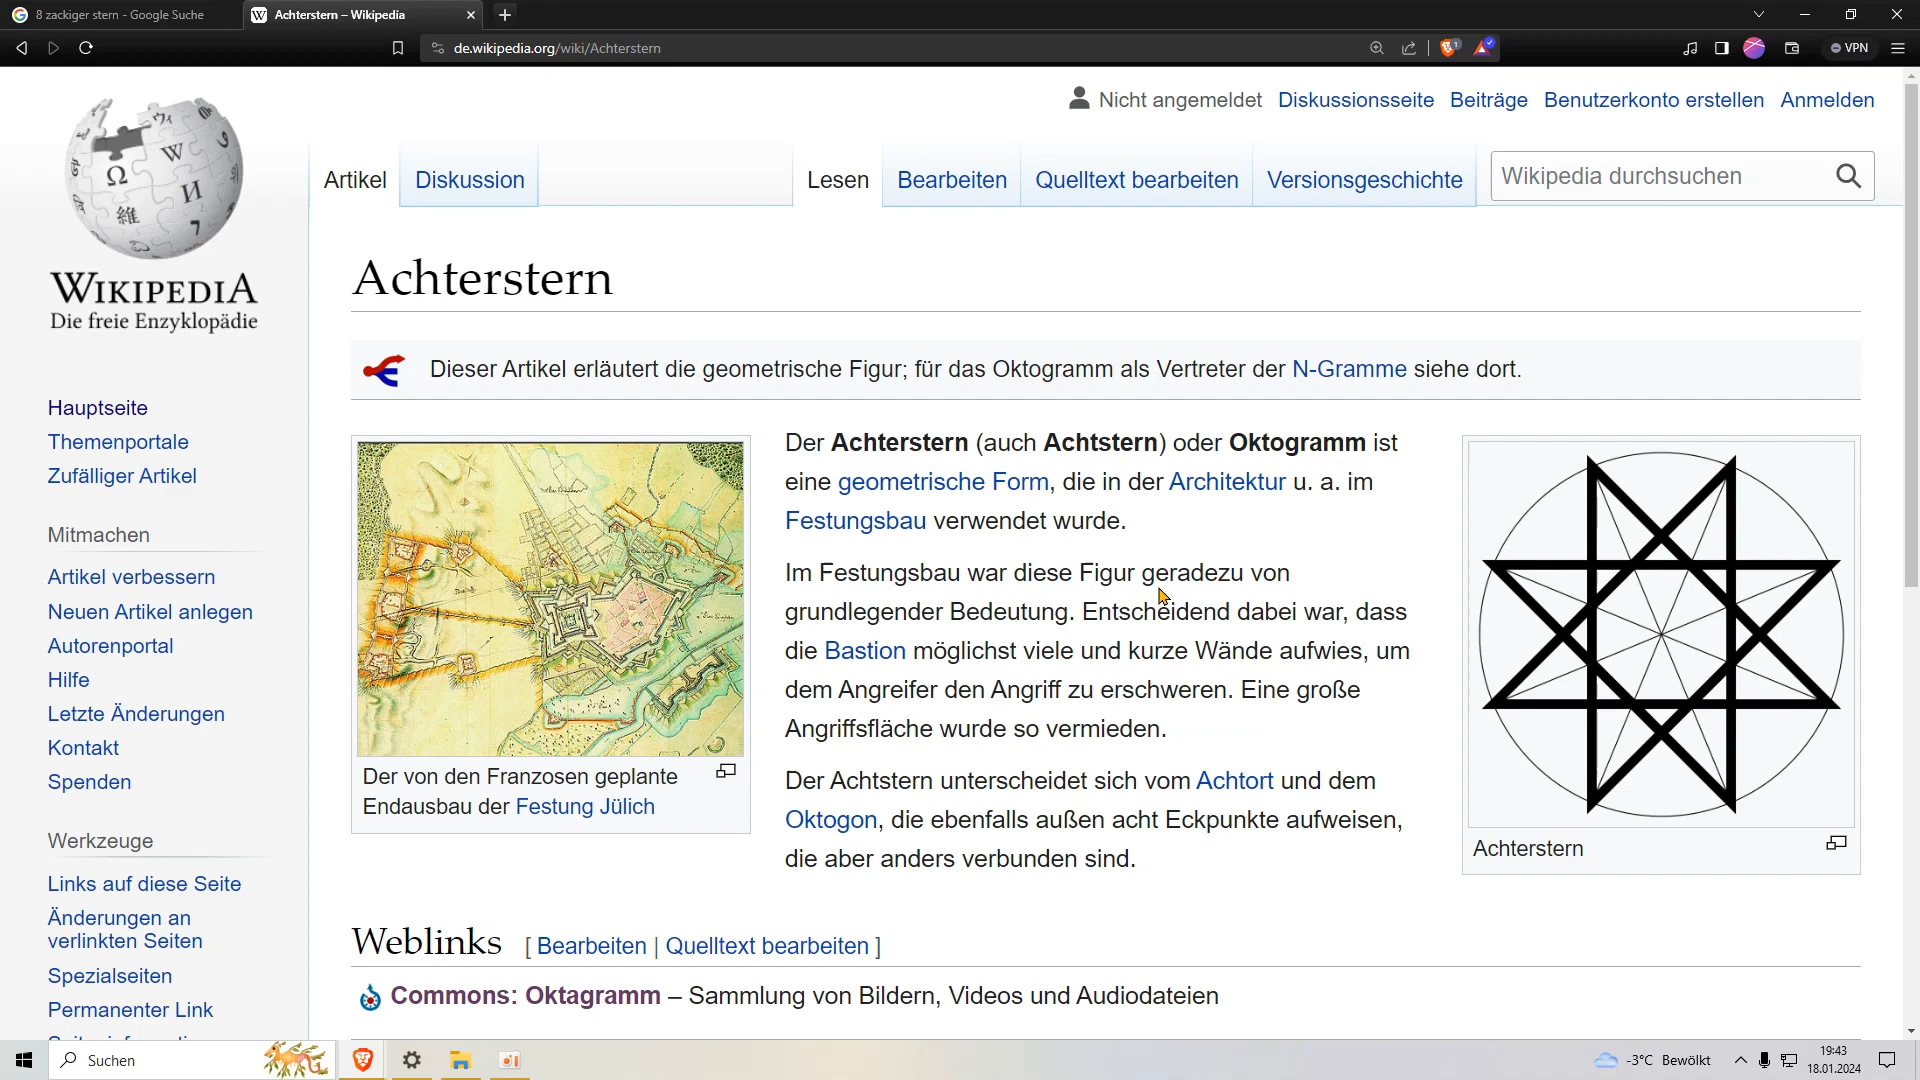 8 zackiger stern - Google Suche
Achterstern – Wikipedia
de.wikipedia.org/wiki/Achterstern
VPN
Nicht angemeldet Diskussionsseite Beiträge Benutzerkonto erstellen Anmelden
Artikel Diskussion Lesen Bearbeiten Quelltext bearbeiten Versionsgeschichte
Wikipedia durchsuchen
WIKIPEDIA
Die freie Enzyklopädie
Hauptseite
Themenportale
Zufälliger Artikel
Mitmachen
Artikel verbessern
Neuen Artikel anlegen
Autorenportal
Hilfe
Letzte Änderungen
Kontakt
Spenden
Werkzeuge
Links auf diese Seite
Änderungen an
verlinkten Seiten
Spezialseiten
Permanenter Link
Achterstern
Dieser Artikel erläutert die geometrische Figur; für das Oktogramm als Vertreter der N-Gramme siehe dort.
Der von den Franzosen geplante
Endausbau der Festung Jülich
Der Achterstern (auch Achtstern) oder Oktogramm ist
eine geometrische Form, die in der Architektur u. a. im
Festungsbau verwendet wurde.
Im Festungsbau war diese Figur geradezu von
grundlegender Bedeutung. Entscheidend dabei war, dass
die Bastion möglichst viele und kurze Wände aufwies, um
dem Angreifer den Angriff zu erschweren. Eine große
Angriffsfläche wurde so vermieden.
Der Achtstern unterscheidet sich vom Achtort und dem
Oktogon, die ebenfalls außen acht Eckpunkte aufweisen,
die aber anders verbunden sind.
Achterstern
Weblinks [ Bearbeiten | Quelltext bearbeiten ]
Commons: Oktagramm – Sammlung von Bildern, Videos und Audiodateien
Suchen
-3°C Bewölkt
19:43
18.01.2024